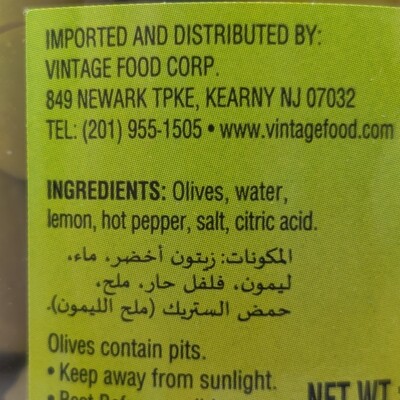 IMPORTED AND DISTRIBUTED BY:
VINTAGE FOOD CORP.
849 NEWARK TPKE, KEARNY NJ 07032
TEL: (201) 955-1505 • www.vintagefood.com
INGREDIENTS: Olives, water,
lemon, hot pepper, salt, citric acid.
المكونات: زيتون أخضر، ماء،
ليمون، فلفل حار، ملح،
حمض الستريك (ملح الليمون).
Olives contain pits.
• Keep away from sunlight.
NET WT